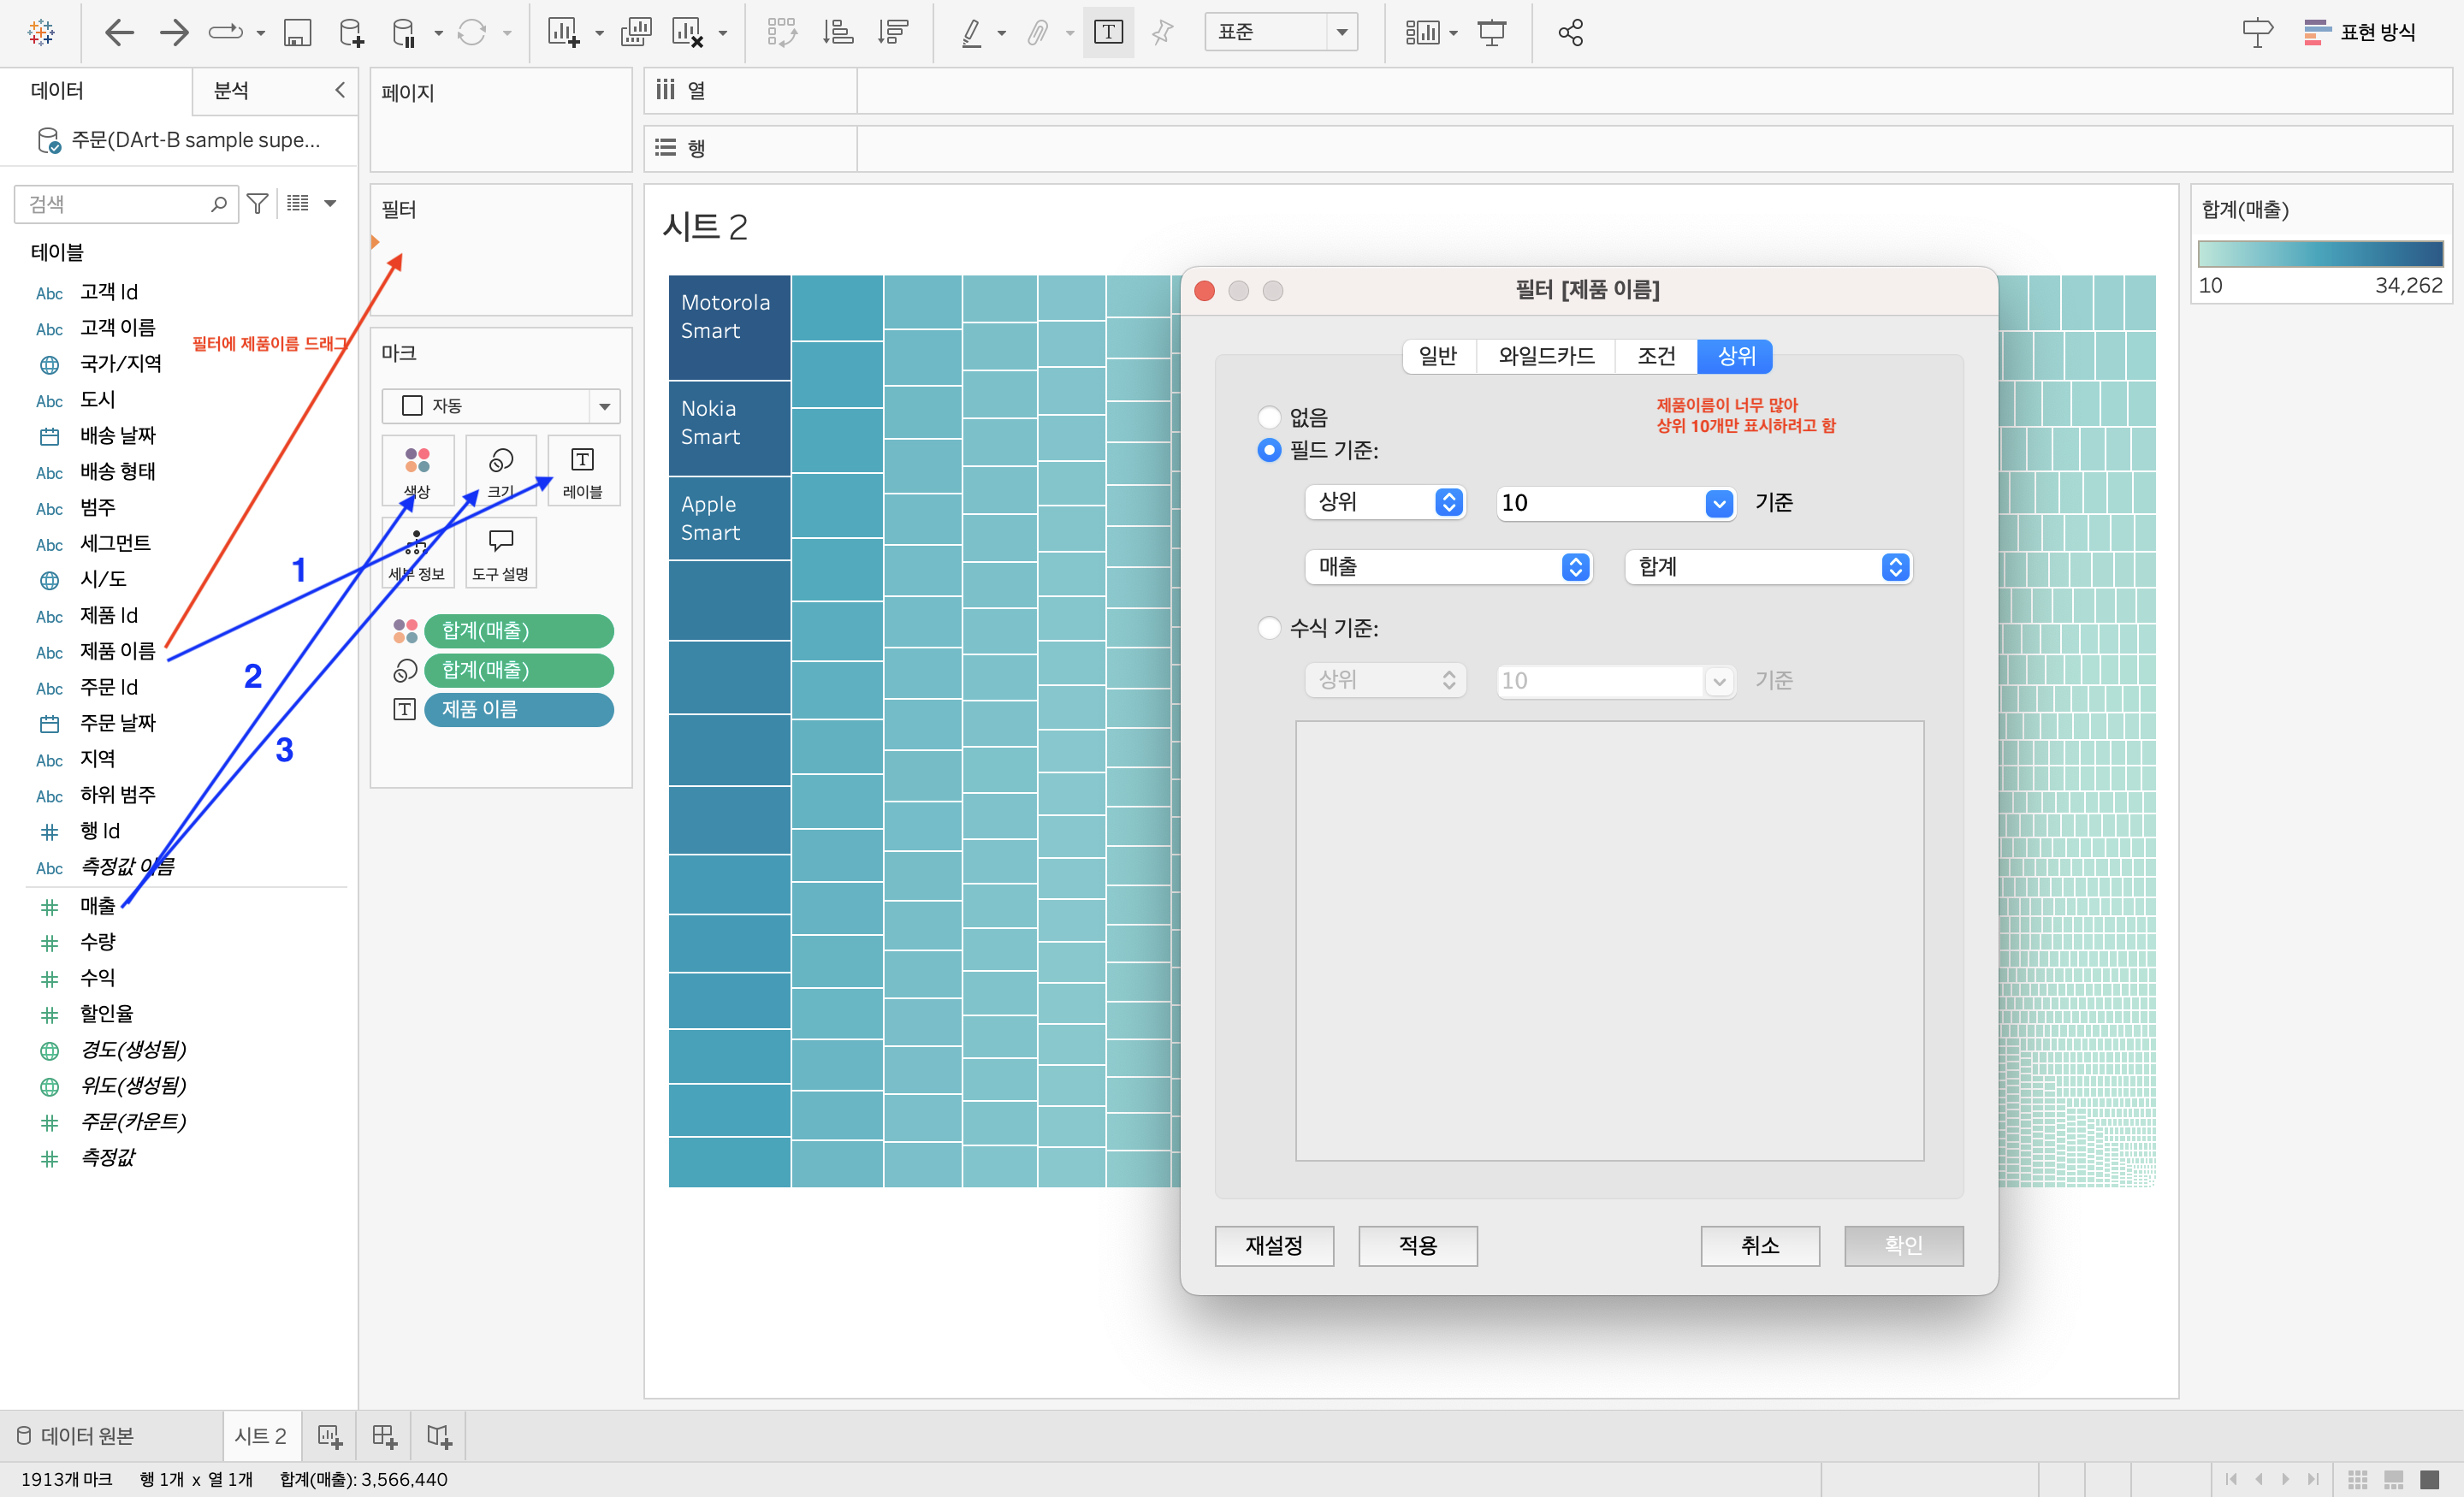 표준
표현 방식
데이터
분석
주문(DArt-B sample supe...
검색
테이블
Abc 고객 Id
Abc 고객 이름
국가/지역
Abc 도시
배송 날짜
Abc 배송 형태
Abc 범주
Abc 세그먼트
시/도
Abc 제품 Id
Abc 제품 이름
Abc 주문 Id
주문 날짜
Abc 지역
Abc 하위 범주
행 Id
Abc 측정값 이름
매출
수량
수익
할인율
경도(생성됨)
위도(생성됨)
주문(카운트)
측정값
필터에 제품이름 드래그
1
2
3
페이지
필터
마크
자동
색상
크기
레이블
세부 정보
도구 설명
합계(매출)
합계(매출)
제품 이름
열
행
시트 2
Motorola
Smart
Nokia
Smart
Apple
Smart
필터 [제품 이름]
일반
와일드카드
조건
상위
제품이름이 너무 많아
상위 10개만 표시하려고 함
없음
필드 기준:
상위
10
기준
매출
합계
수식 기준:
상위
10
기준
재설정
적용
취소
확인
합계(매출)
10
34,262
데이터 원본
시트 2
1913개 마크
행 1개 x 열 1개
합계(매출): 3,566,440